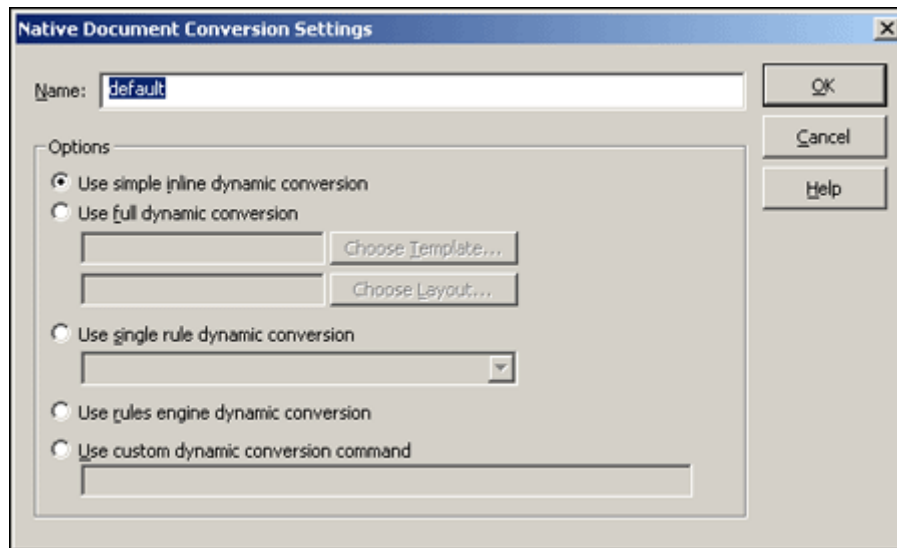 Native Document Conversion Settings
Name: default
OK
Cancel
Help
Options
Use simple inline dynamic conversion
Use full dynamic conversion
Choose Template...
Choose Layout...
Use single rule dynamic conversion
Use rules engine dynamic conversion
Use custom dynamic conversion command